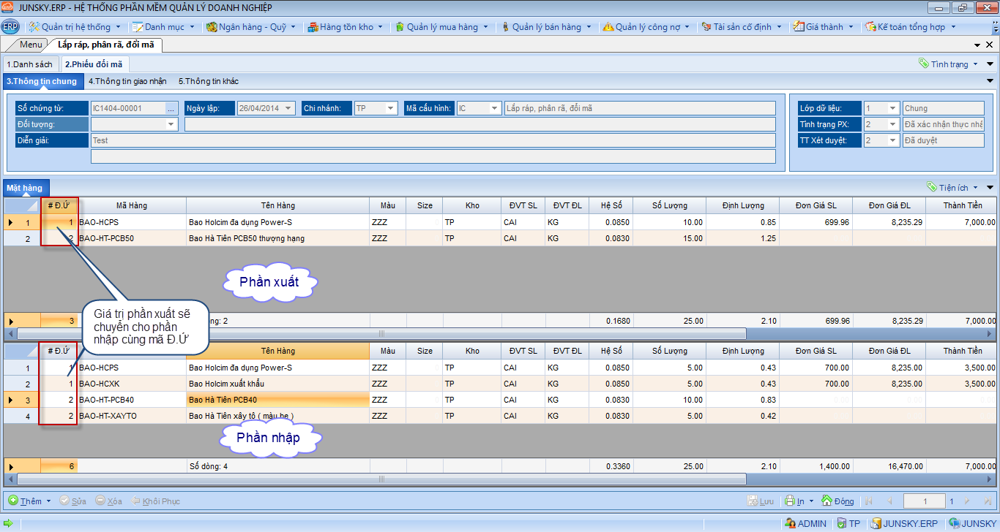 JUNSKY.ERP - HỆ THỐNG PHẦN MỀM QUẢN LÝ DOANH NGHIỆP
ERP Quản trị hệ thống Danh mục Ngân hàng - Quỹ Hàng tồn kho Quản lý mua hàng Quản lý bán hàng Quản lý công nợ Tài sản cố định Giá thành Kế toán tổng hợp
Menu Lắp ráp, phân rã, đổi mã
1.Danh sách 2.Phiếu đổi mã Tình trạng
3.Thông tin chung 4.Thông tin giao nhận 5.Thông tin khác
Số chứng từ: IC1404-00001 ... Ngày lập: 26/04/2014 Chi nhánh: TP Mã cấu hình: IC Lắp ráp, phân rã, đổi mã Lớp dữ liệu: 1 Chung
Đối tượng: Tình trạng PX: 2 Đã xác nhận thực nhậ
Diễn giải: Test TT Xét duyệt: 2 Đã duyệt
Mặt hàng Tiện ích
# Đ.Ứ Mã Hàng Tên Hàng Màu Size Kho ĐVT SL ĐVT ĐL Hệ Số Số Lượng Định Lượng Đơn Giá SL Đơn Giá ĐL Thành Tiền
1 1 BAO-HCPS Bao Holcim đa dụng Power-S ZZZ TP CAI KG 0.0850 10.00 0.85 699.96 8,235.29 7,000.00
2 2 BAO-HT-PCB50 Bao Hà Tiên PCB50 thượng hạng ZZZ TP CAI KG 0.0830 15.00 1.25
Phần xuất
Giá trị phần xuất sẽ
chuyển cho phần
nhập cùng mã Đ.Ứ
3 ng: 2 0.1680 25.00 2.10 699.96 8,235.29 7,000.00
# Đ.Ứ Tên Hàng Màu Size Kho ĐVT SL ĐVT ĐL Hệ Số Số Lượng Định Lượng Đơn Giá SL Đơn Giá ĐL Thành Tiền
1 1 BAO-HCPS Bao Holcim đa dụng Power-S ZZZ TP CAI KG 0.0850 5.00 0.43 700.00 8,235.00 3,500.00
2 1 BAO-HCXK Bao Holcim xuất khẩu ZZZ TP CAI KG 0.0850 5.00 0.43 700.00 8,235.00 3,500.00
3 2 BAO-HT-PCB40 Bao Hà Tiên PCB40 ZZZ TP CAI KG 0.0830 10.00 0.83
4 2 BAO-HT-XAYTO Bao Hà Tiên xây tô ( màu be ) ZZZ TP CAI KG 0.0830 5.00 0.42
Phần nhập
6 Số dòng: 4 0.3360 25.00 2.10 1,400.00 16,470.00 7,000.00
Thêm Sửa Xóa Khôi Phục Lưu In Đóng 1 1
ADMIN TP JUNSKY.ERP JUNSKY